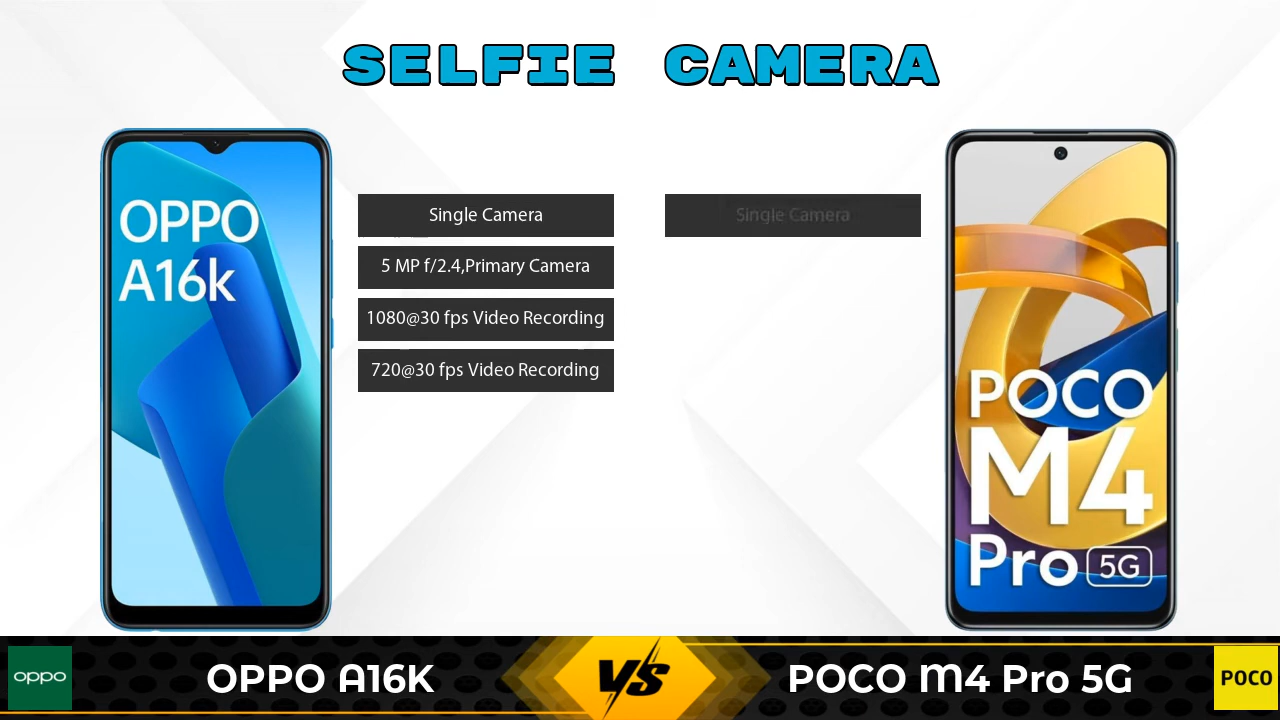 SELFIE CAMERA
OPPO
A16k
Single Camera
5 MP f/2.4,Primary Camera
1080@30 fps Video Recording
720@30 fps Video Recording
Single Camera
POCO
M4
Pro 5G
oppo
OPPO A16K
VS
POCO M4 Pro 5G
POCO